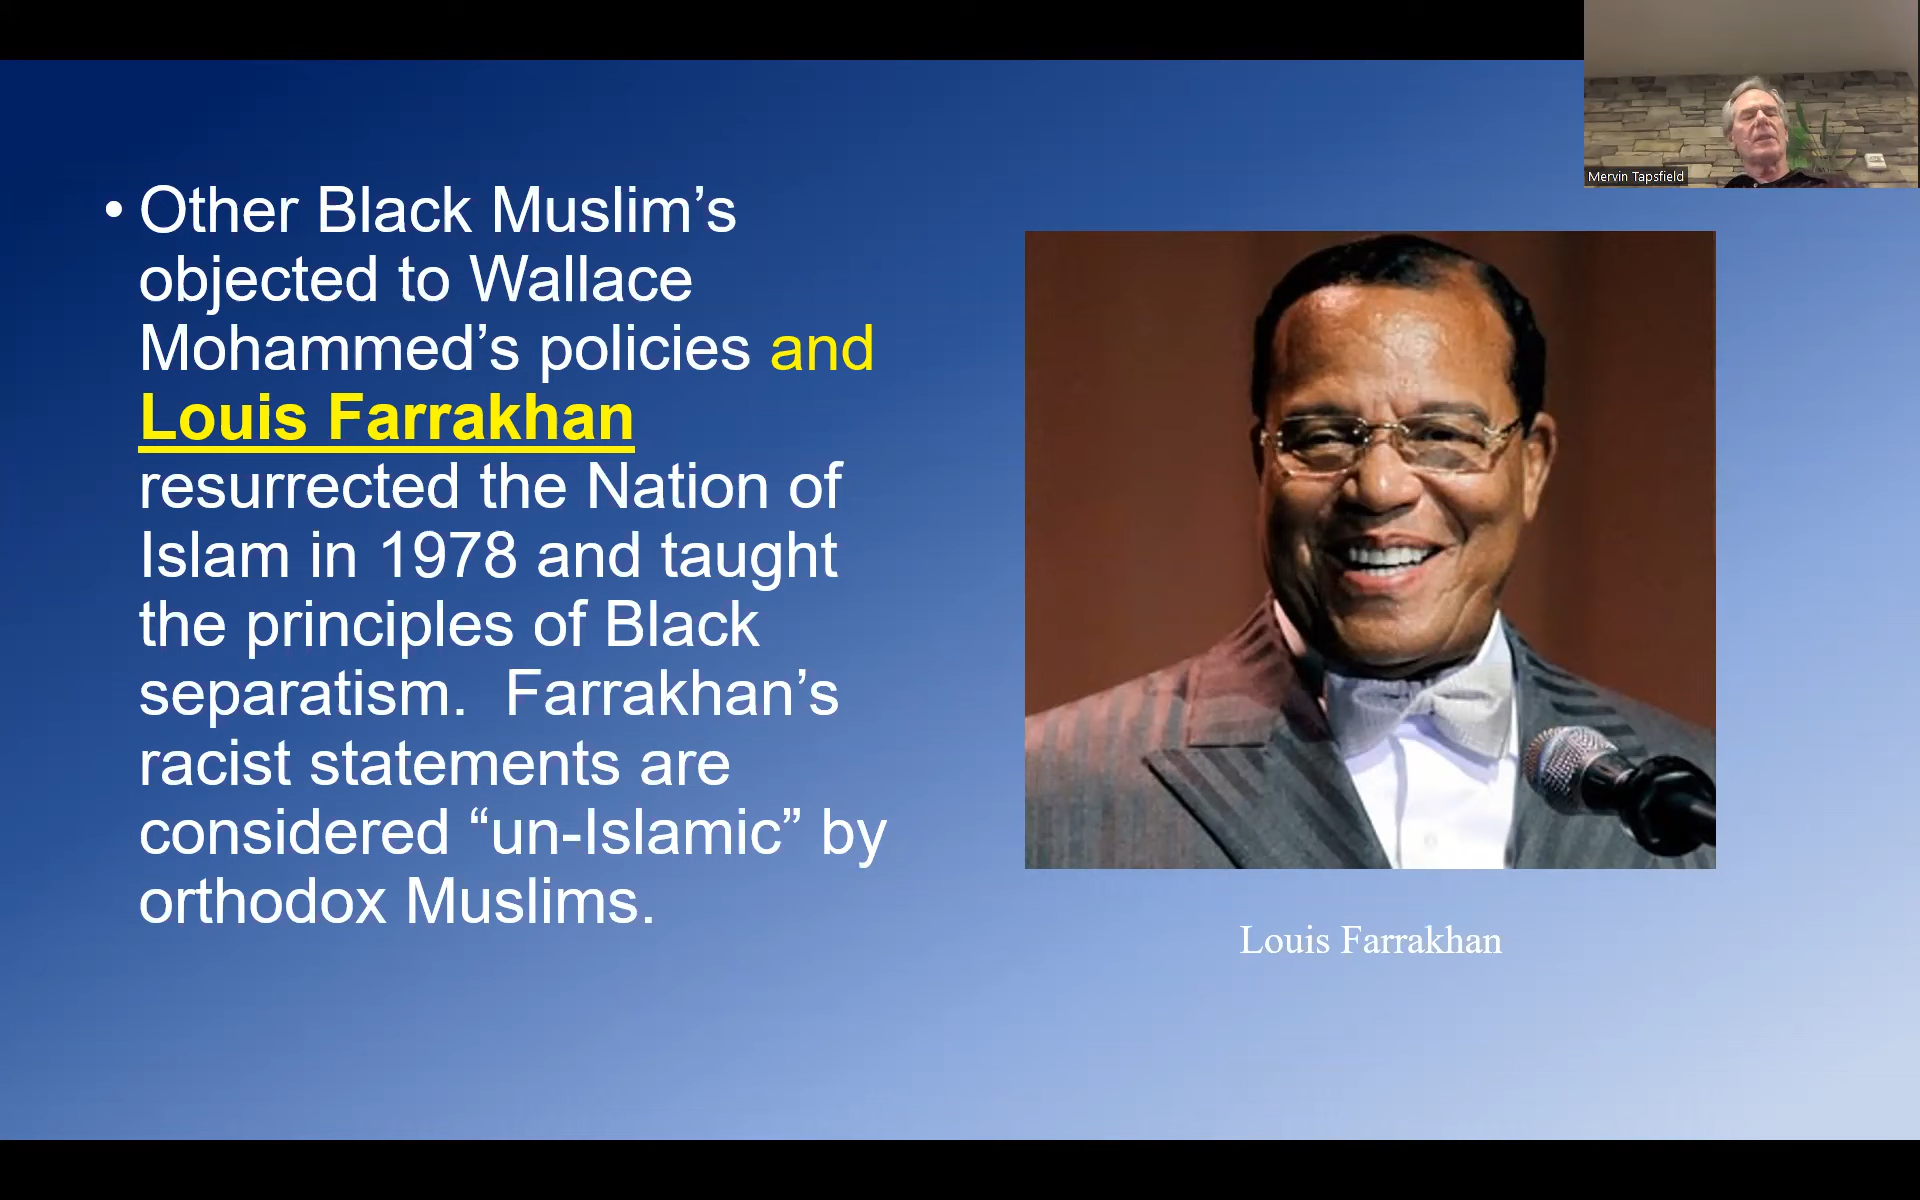 Mervin Tapsfield
• Other Black Muslim’s
objected to Wallace
Mohammed’s policies and
Louis Farrakhan
resurrected the Nation of
Islam in 1978 and taught
the principles of Black
separatism.  Farrakhan’s
racist statements are
considered “un-Islamic” by
orthodox Muslims.
Louis Farrakhan